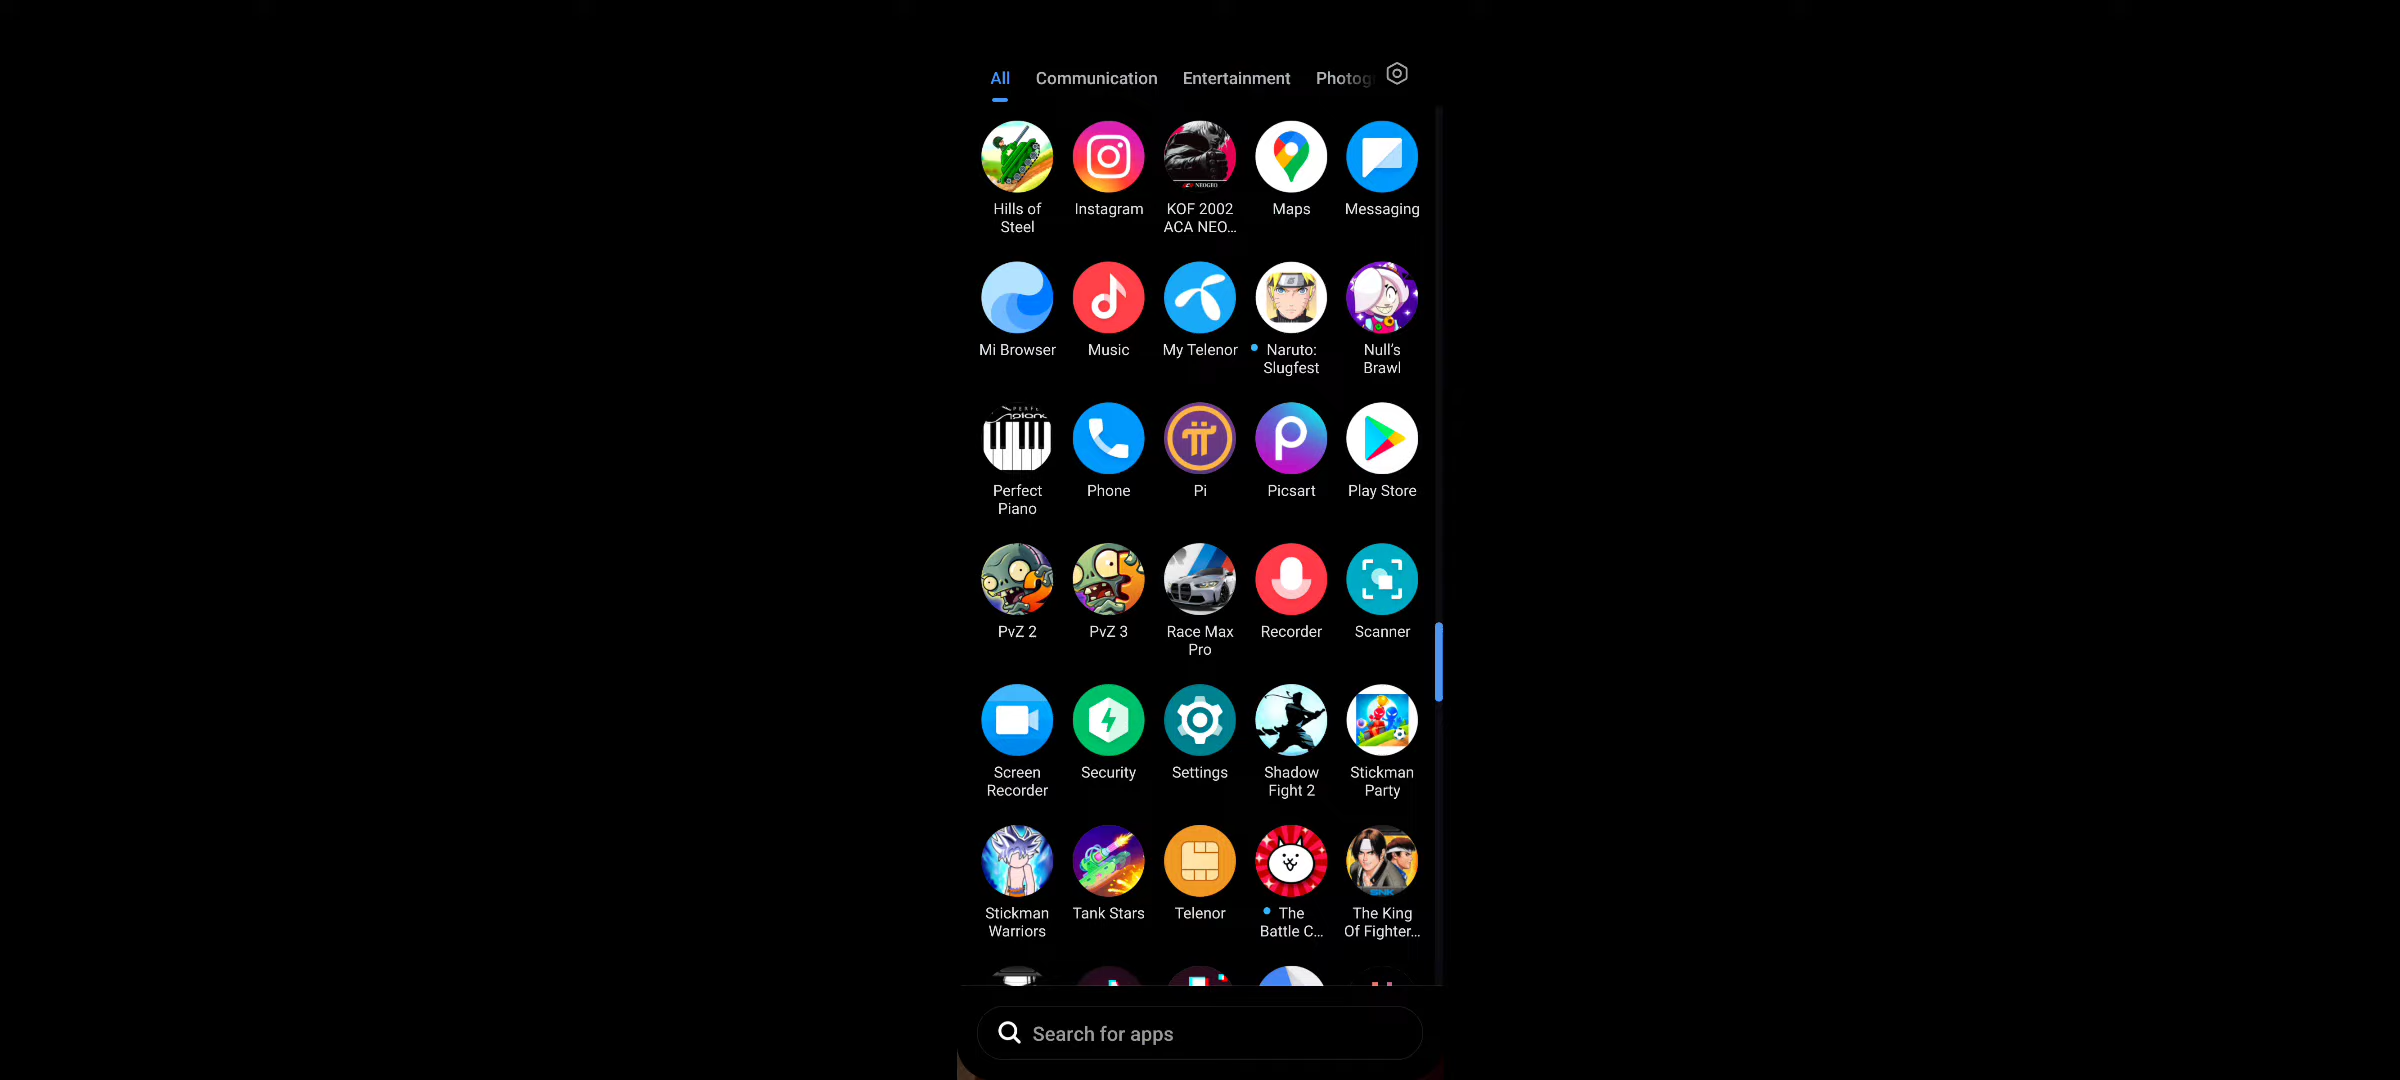 All Communication Entertainment Photog
NEOGEO
Hills of Instagram KOF 2002 Maps Messaging
Steel ACA NEO...
Mi Browser Music My Telenor Naruto: Null's
Slugfest Brawl
Perfect Phone Pi Picsart Play Store
Piano
PvZ 2 PvZ 3 Race Max Recorder Scanner
Pro
Screen Security Settings Shadow Stickman
Recorder Fight 2 Party
SNK
Stickman Tank Stars Telenor The The King
Warriors Battle C... Of Fighter...
Search for apps